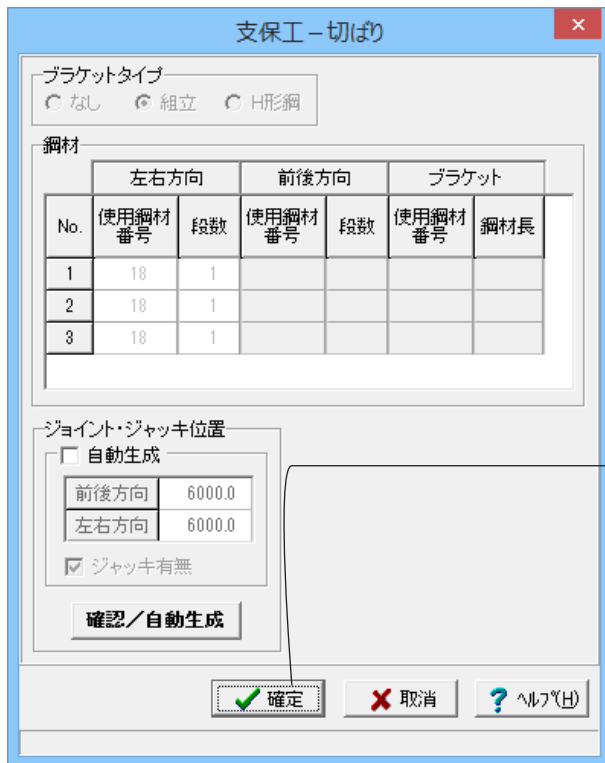 支保工－切ばり
ブラケットタイプ
なし 組立 H形鋼
鋼材
左右方向 前後方向 ブラケット
No. 使用鋼材番号 段数 使用鋼材番号 段数 使用鋼材番号 鋼材長
1 18 1
2 18 1
3 18 1
ジョイント・ジャッキ位置
自動生成
前後方向 6000.0
左右方向 6000.0
ジャッキ有無
確認／自動生成
確定 取消 ヘルプ(H)